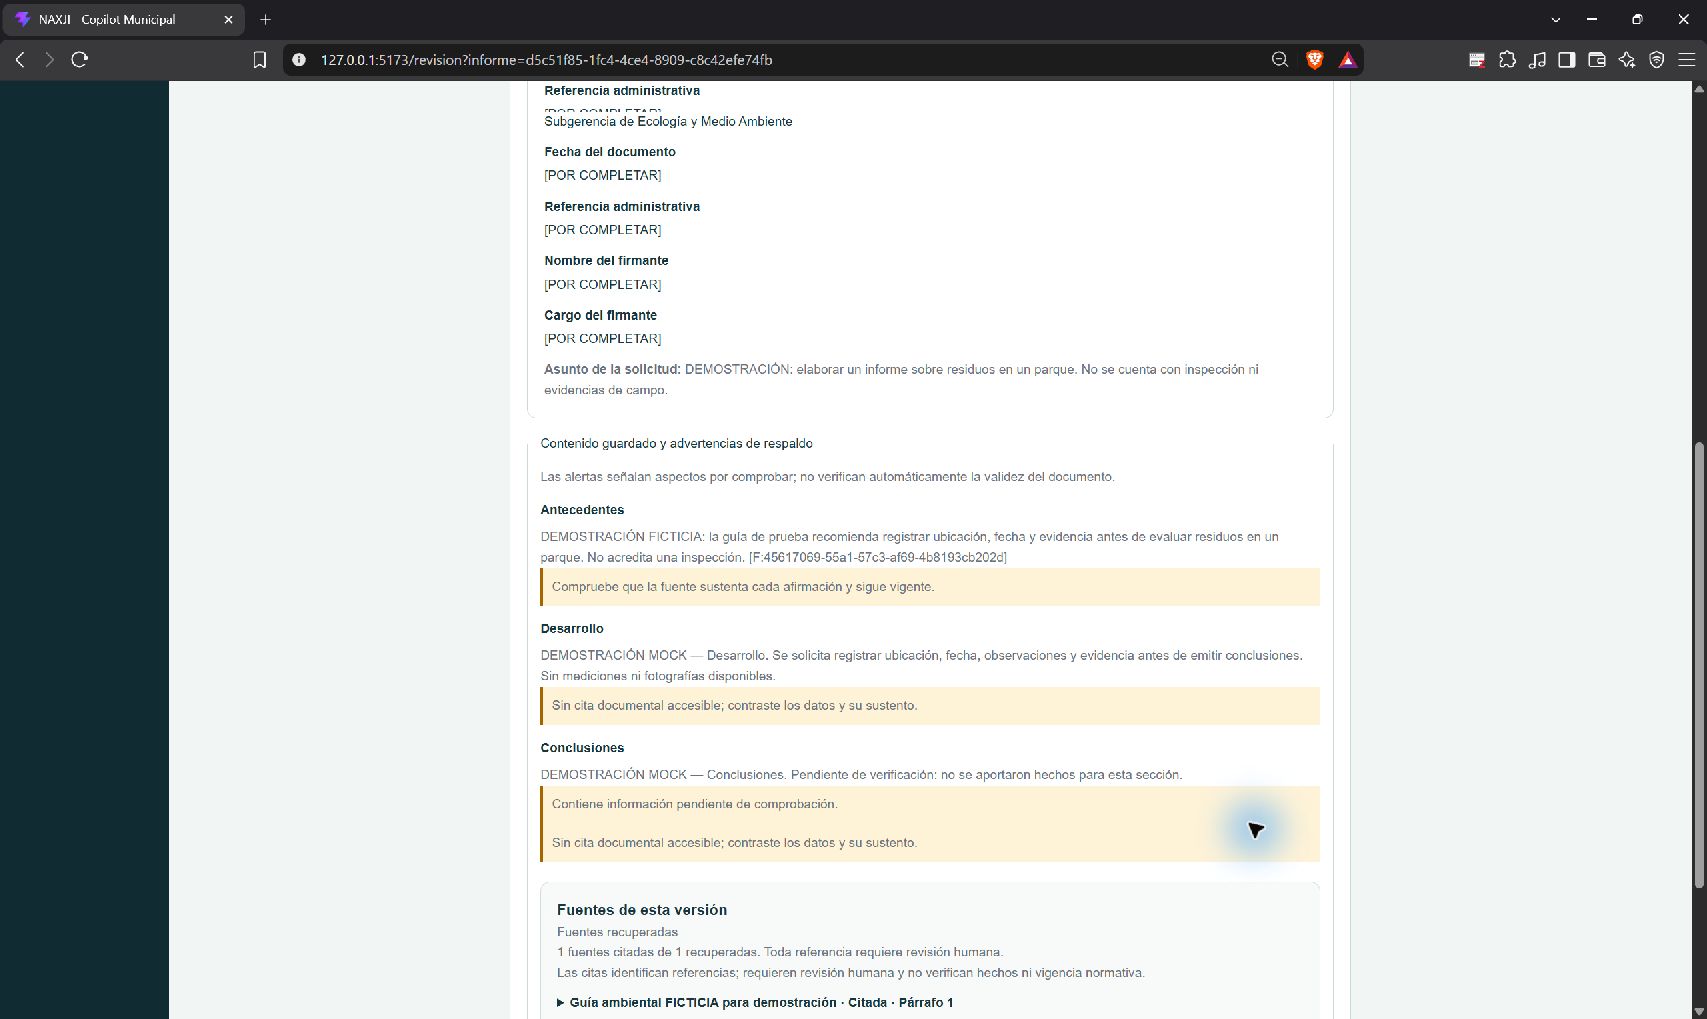 NAXJI - Copilot Municipal
127.0.0.1:5173/revision?informe=d5c51f85-1fc4-4ce4-8909-c8c42efe74fb
Referencia administrativa
[POR COMPLETAR]
Subgerencia de Ecología y Medio Ambiente
Fecha del documento
[POR COMPLETAR]
Referencia administrativa
[POR COMPLETAR]
Nombre del firmante
[POR COMPLETAR]
Cargo del firmante
[POR COMPLETAR]
Asunto de la solicitud: DEMOSTRACIÓN: elaborar un informe sobre residuos en un parque. No se cuenta con inspección ni
evidencias de campo.
Contenido guardado y advertencias de respaldo
Las alertas señalan aspectos por comprobar; no verifican automáticamente la validez del documento.
Antecedentes
DEMOSTRACIÓN FICTICIA: la guía de prueba recomienda registrar ubicación, fecha y evidencia antes de evaluar residuos en un
parque. No acredita una inspección. [F:45617069-55a1-57c3-af69-4b8193cb202d]
Compruebe que la fuente sustenta cada afirmación y sigue vigente.
Desarrollo
DEMOSTRACIÓN MOCK — Desarrollo. Se solicita registrar ubicación, fecha, observaciones y evidencia antes de emitir conclusiones.
Sin mediciones ni fotografías disponibles.
Sin cita documental accesible; contraste los datos y su sustento.
Conclusiones
DEMOSTRACIÓN MOCK — Conclusiones. Pendiente de verificación: no se aportaron hechos para esta sección.
Contiene información pendiente de comprobación.
Sin cita documental accesible; contraste los datos y su sustento.
Fuentes de esta versión
Fuentes recuperadas
1 fuentes citadas de 1 recuperadas. Toda referencia requiere revisión humana.
Las citas identifican referencias; requieren revisión humana y no verifican hechos ni vigencia normativa.
Guía ambiental FICTICIA para demostración · Citada · Párrafo 1